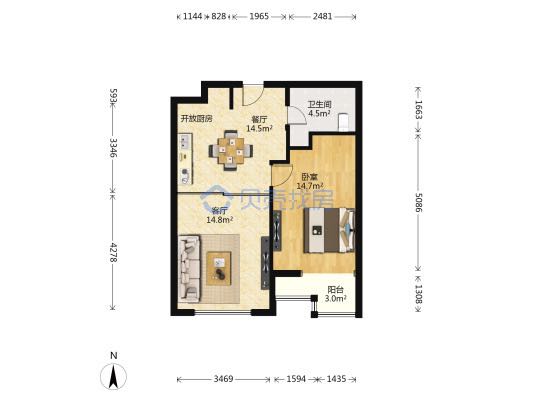 1144 828 1965 2481
593
3346
4278
1663
5086
1308
开放厨房
餐厅
14.5m²
卫生间
4.5m²
卧室
14.7m²
贝壳找房
客厅
14.8m²
阳台
3.0m²
N
3469 1594 1435